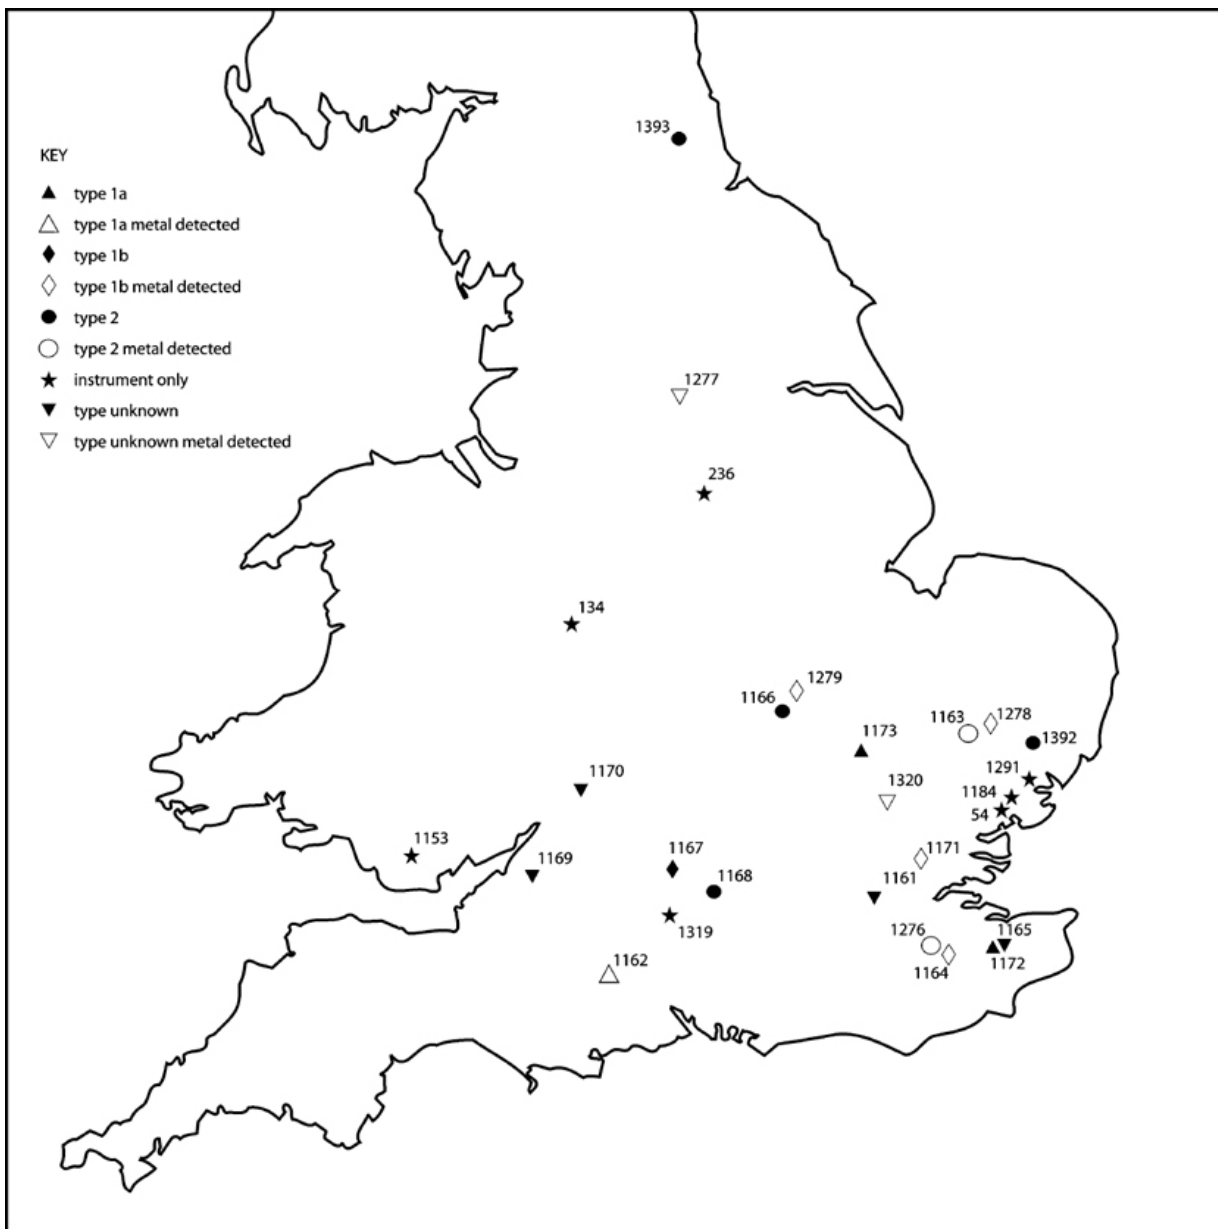 1393
KEY
type 1a
type 1a metal detected
type 1b
type 1b metal detected
type 2
type 2 metal detected
instrument only
type unknown
type unknown metal detected
1277
236
134
1279
1166
1163
1278
1173
1392
1170
1320
1291
1184
54
1153
1169
1167
1171
1168
1161
1319
1276
1165
1162
1164
1172